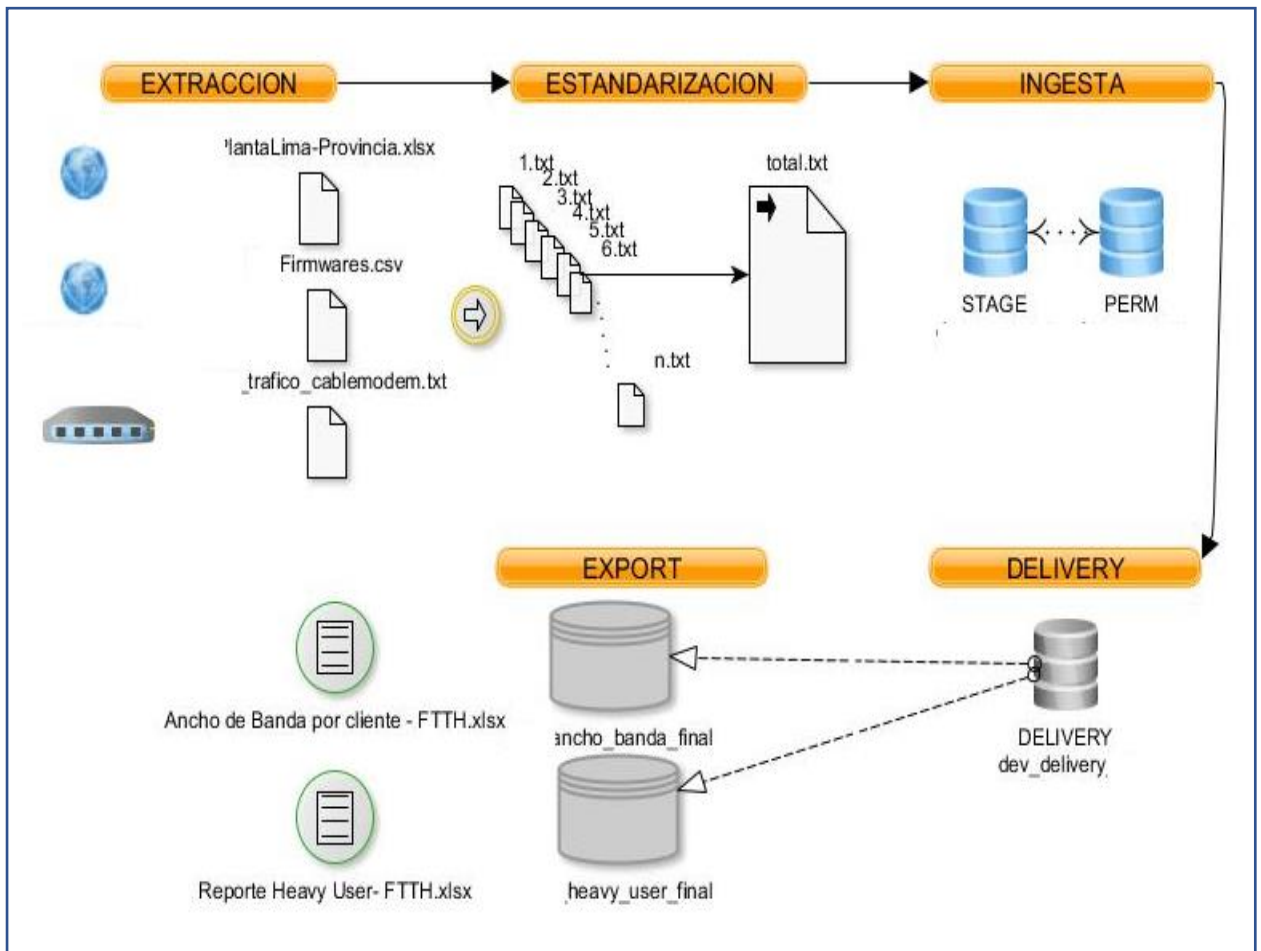 EXTRACCION
ESTANDARIZACION
INGESTA
lantaLima-Provincia.xlsx
Firmwares.csv
_trafico_cablemodem.txt
1.txt
2.txt
3.txt
4.txt
5.txt
6.txt
n.txt
total.txt
STAGE
PERM
EXPORT
DELIVERY
Ancho de Banda por cliente - FTTH.xlsx
ancho_banda_final
DELIVERY
dev_delivery_
Reporte Heavy User- FTTH.xlsx
_heavy_user_final